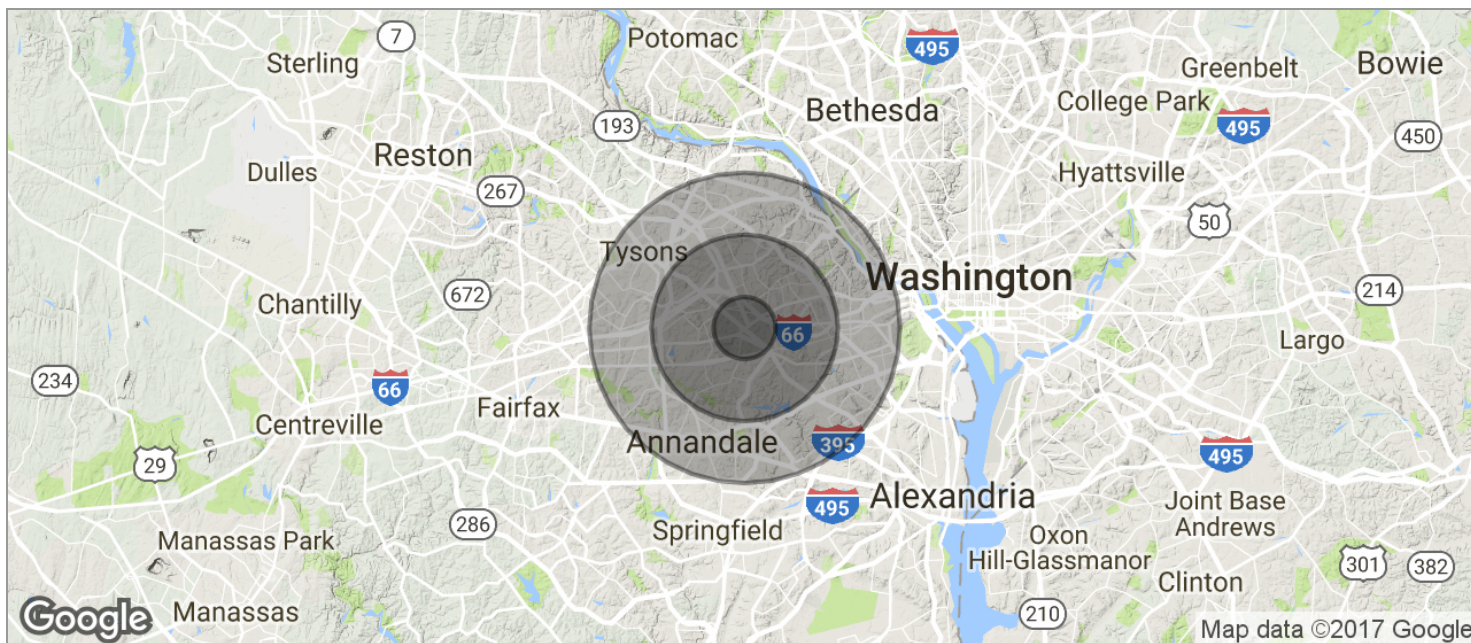 7
Potomac
495
Sterling
Greenbelt
Bowie
College Park
Bethesda
193
495
450
Reston
Dulles
267
Hyattsville
50
Tysons
Washington
Chantilly
672
214
66
Largo
234
66
Fairfax
Centreville
Annandale
395
29
495
Alexandria
495
Joint Base
Andrews
286
Springfield
Manassas Park
Oxon
Hill-Glassmanor
301
382
Clinton
Google
Manassas
210
Map data ©2017 Google